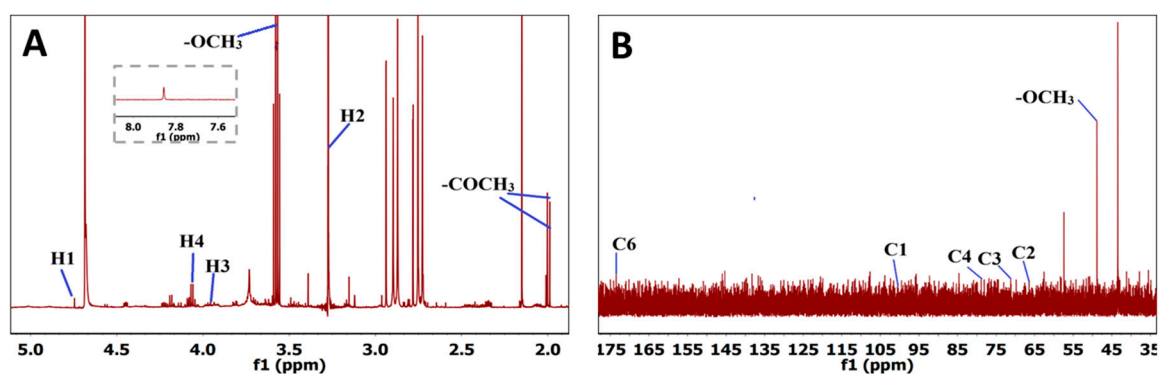 A
-OCH3
8.0 7.8 7.6
f1 (ppm)
H2
-COCH3
H1
H4
H3
5.0 4.5 4.0 3.5 3.0 2.5 2.0
f1 (ppm)
B
-OCH3
C6
C1
C4
C3
C2
175 165 155 145 135 125 115 105 95 85 75 65 55 45 35
f1 (ppm)